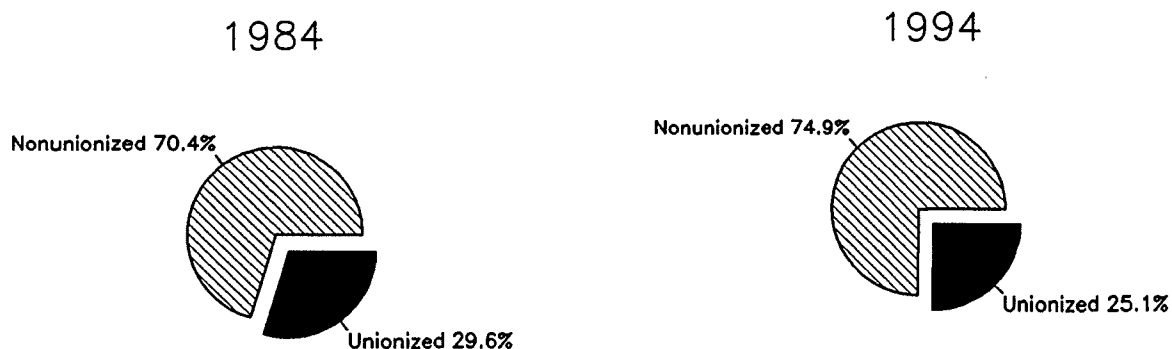 1984
Nonunionized 70.4%
Unionized 29.6%
1994
Nonunionized 74.9%
Unionized 25.1%